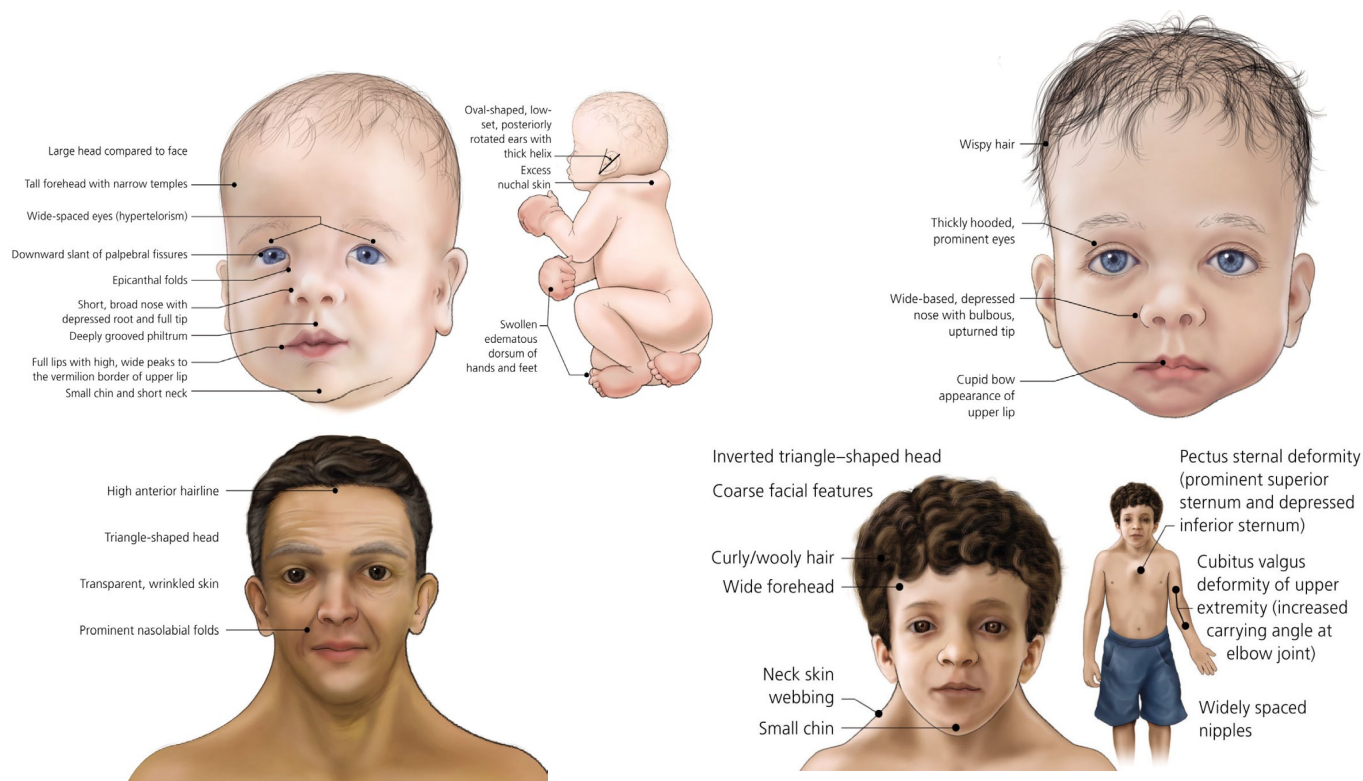 Large head compared to face
Tall forehead with narrow temples
Wide-spaced eyes (hypertelorism)
Downward slant of palpebral fissures
Epicanthal folds
Short, broad nose with
depressed root and full tip
Deeply grooved philtrum
Full lips with high, wide peaks to
the vermilion border of upper lip
Small chin and short neck
Oval-shaped, low-
set, posteriorly
rotated ears with
thick helix
Excess
nuchal skin
Swollen
edematous
dorsum of
hands and feet
Wispy hair
Thickly hooded,
prominent eyes
Wide-based, depressed
nose with bulbous,
upturned tip
Cupid bow
appearance of
upper lip
High anterior hairline
Triangle-shaped head
Transparent, wrinkled skin
Prominent nasolabial folds
Inverted triangle–shaped head
Coarse facial features
Curly/wooly hair
Wide forehead
Neck skin
webbing
Small chin
Pectus sternal deformity
(prominent superior
sternum and depressed
inferior sternum)
Cubitus valgus
deformity of upper
extremity (increased
carrying angle at
elbow joint)
Widely spaced
nipples